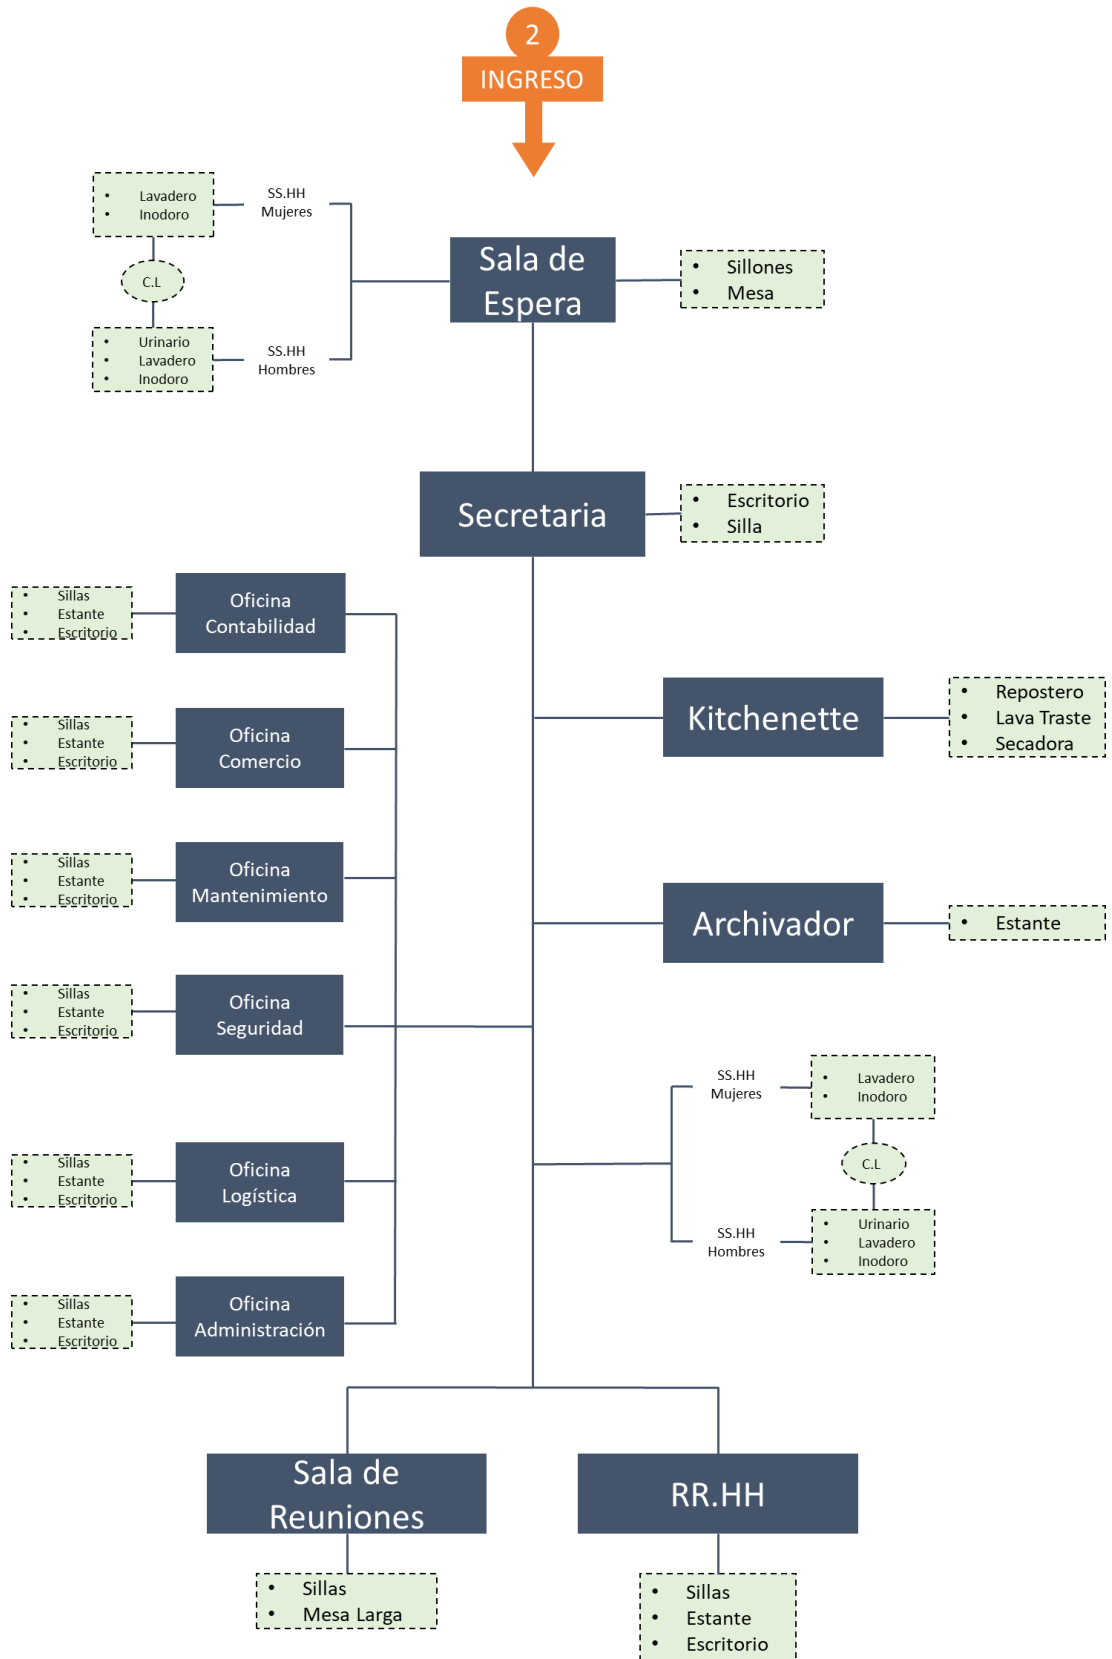 2
INGRESO
• Lavadero
• Inodoro
SS.HH
Mujeres
C.L
• Urinario
• Lavadero
• Inodoro
SS.HH
Hombres
Sala de
Espera
• Sillones
• Mesa
Secretaria
• Escritorio
• Silla
• Sillas
• Estante
• Escritorio
Oficina
Contabilidad
• Sillas
• Estante
• Escritorio
Oficina
Comercio
• Sillas
• Estante
• Escritorio
Oficina
Mantenimiento
• Sillas
• Estante
• Escritorio
Oficina
Seguridad
• Sillas
• Estante
• Escritorio
Oficina
Logística
• Sillas
• Estante
• Escritorio
Oficina
Administración
Kitchenette
• Repostero
• Lava Traste
• Secadora
Archivador
• Estante
SS.HH
Mujeres
• Lavadero
• Inodoro
C.L
SS.HH
Hombres
• Urinario
• Lavadero
• Inodoro
Sala de
Reuniones
• Sillas
• Mesa Larga
RR.HH
• Sillas
• Estante
• Escritorio